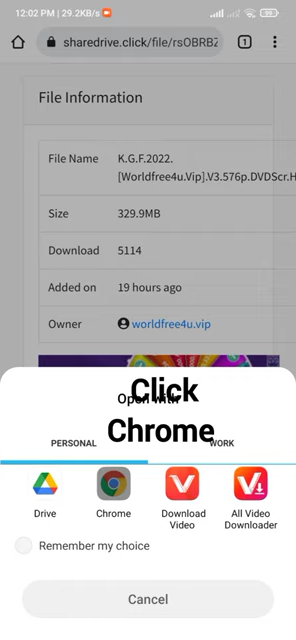 12:02 PM | 29.2KB/s
99
sharedrive.click/file/rsOBRBZ
1
File Information
File Name
K.G.F.2022.
[Worldfree4u.Vip].V3.576p.DVDScr.H
Size
329.9MB
Download
5114
Added on
19 hours ago
Owner
worldfree4u.vip
Open with
Click
Chrome
PERSONAL
WORK
Drive
Chrome
Download
Video
All Video
Downloader
Remember my choice
Cancel